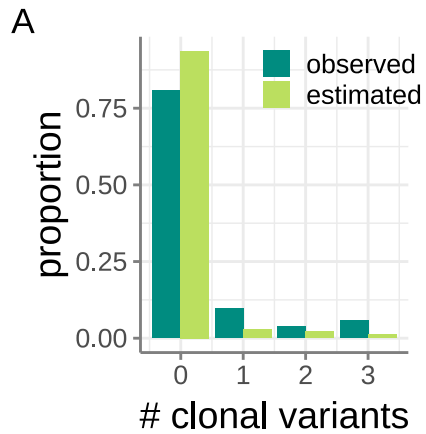 A
observed
estimated
proportion
0.75
0.50
0.25
0.00
0 1 2 3
# clonal variants